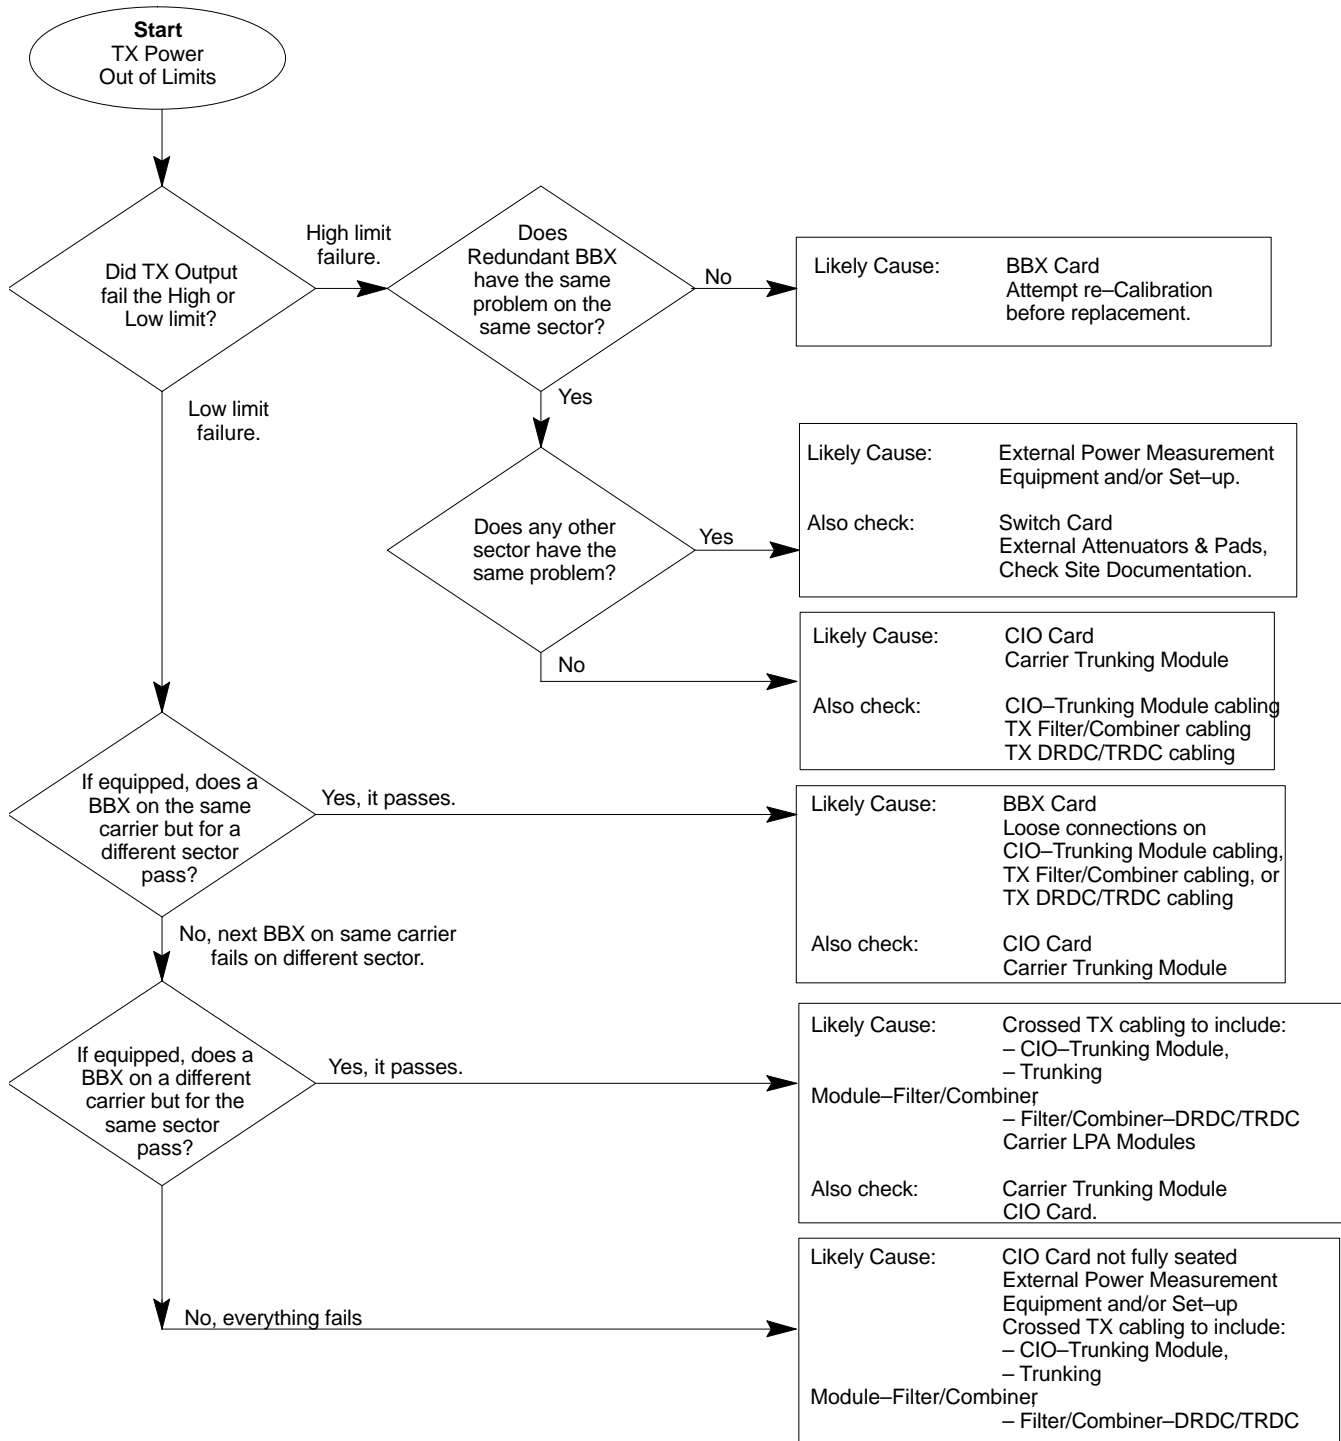 Start
TX Power
Out of Limits
Did TX Output
fail the High or
Low limit?
High limit
failure.
Does
Redundant BBX
have the same
problem on the
same sector?
No
Likely Cause: BBX Card
Attempt re–Calibration
before replacement.
Yes
Low limit
failure.
Does any other
sector have the
same problem?
Yes
Likely Cause: External Power Measurement
Equipment and/or Set–up.
Also check: Switch Card
External Attenuators & Pads,
Check Site Documentation.
No
Likely Cause: CIO Card
Carrier Trunking Module
Also check: CIO–Trunking Module cabling
TX Filter/Combiner cabling
TX DRDC/TRDC cabling
If equipped, does a
BBX on the same
carrier but for a
different sector
pass?
Yes, it passes.
Likely Cause: BBX Card
Loose connections on
CIO–Trunking Module cabling,
TX Filter/Combiner cabling, or
TX DRDC/TRDC cabling
Also check: CIO Card
Carrier Trunking Module
No, next BBX on same carrier
fails on different sector.
If equipped, does a
BBX on a different
carrier but for the
same sector
pass?
Yes, it passes.
Likely Cause: Crossed TX cabling to include:
– CIO–Trunking Module,
– Trunking
Module–Filter/Combiner,
– Filter/Combiner–DRDC/TRDC
Carrier LPA Modules
Also check: Carrier Trunking Module
CIO Card.
No, everything fails
Likely Cause: CIO Card not fully seated
External Power Measurement
Equipment and/or Set–up
Crossed TX cabling to include:
– CIO–Trunking Module,
– Trunking
Module–Filter/Combiner,
– Filter/Combiner–DRDC/TRDC